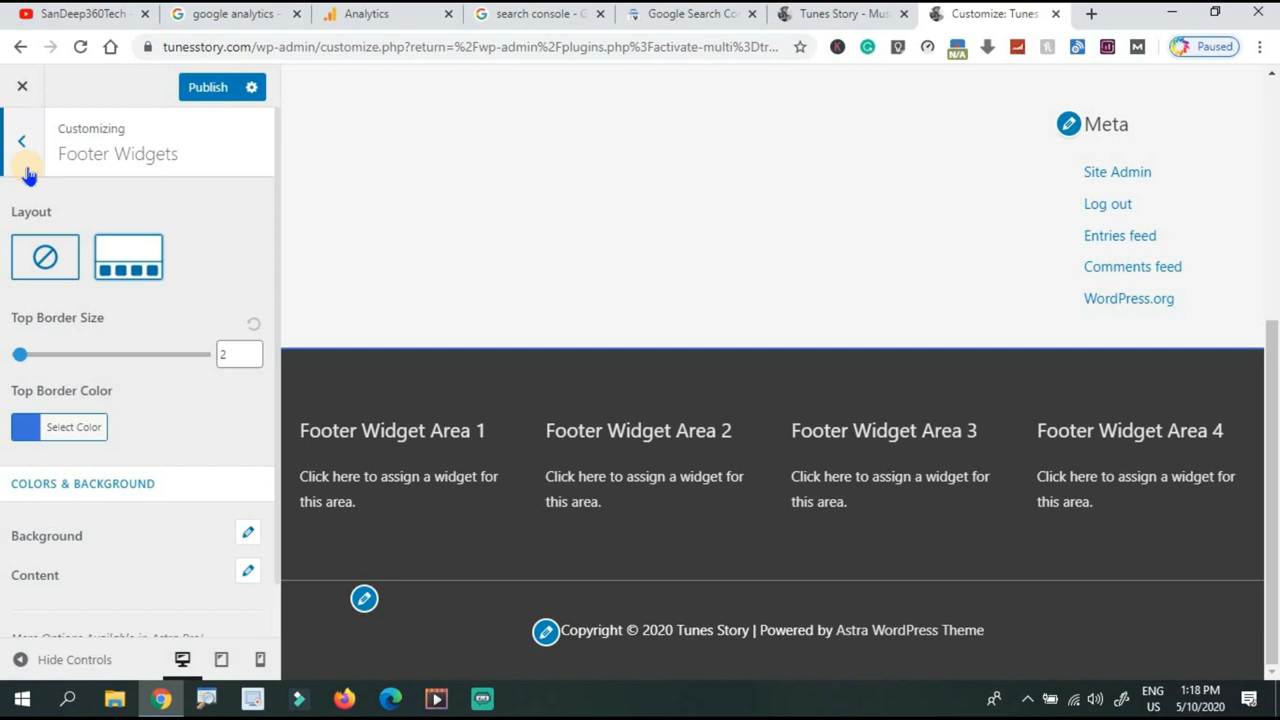 SanDeep360Tech -
google analytics -
Analytics
search console - G
Google Search Co
Tunes Story - Mus
Customize: Tunes
tunesstory.com/wp-admin/customize.php?return=%2Fwp-admin%2Fplugins.php%3Factivate-multi%3Dtr...
N/A
Paused
Publish
Customizing
Footer Widgets
Layout
Top Border Size
2
Top Border Color
Select Color
COLORS & BACKGROUND
Background
Content
More Options Available in Astra Pro!
Hide Controls
Meta
Site Admin
Log out
Entries feed
Comments feed
WordPress.org
Footer Widget Area 1
Click here to assign a widget for
this area.
Footer Widget Area 2
Click here to assign a widget for
this area.
Footer Widget Area 3
Click here to assign a widget for
this area.
Footer Widget Area 4
Click here to assign a widget for
this area.
Copyright © 2020 Tunes Story | Powered by Astra WordPress Theme
ENG
US
1:18 PM
5/10/2020